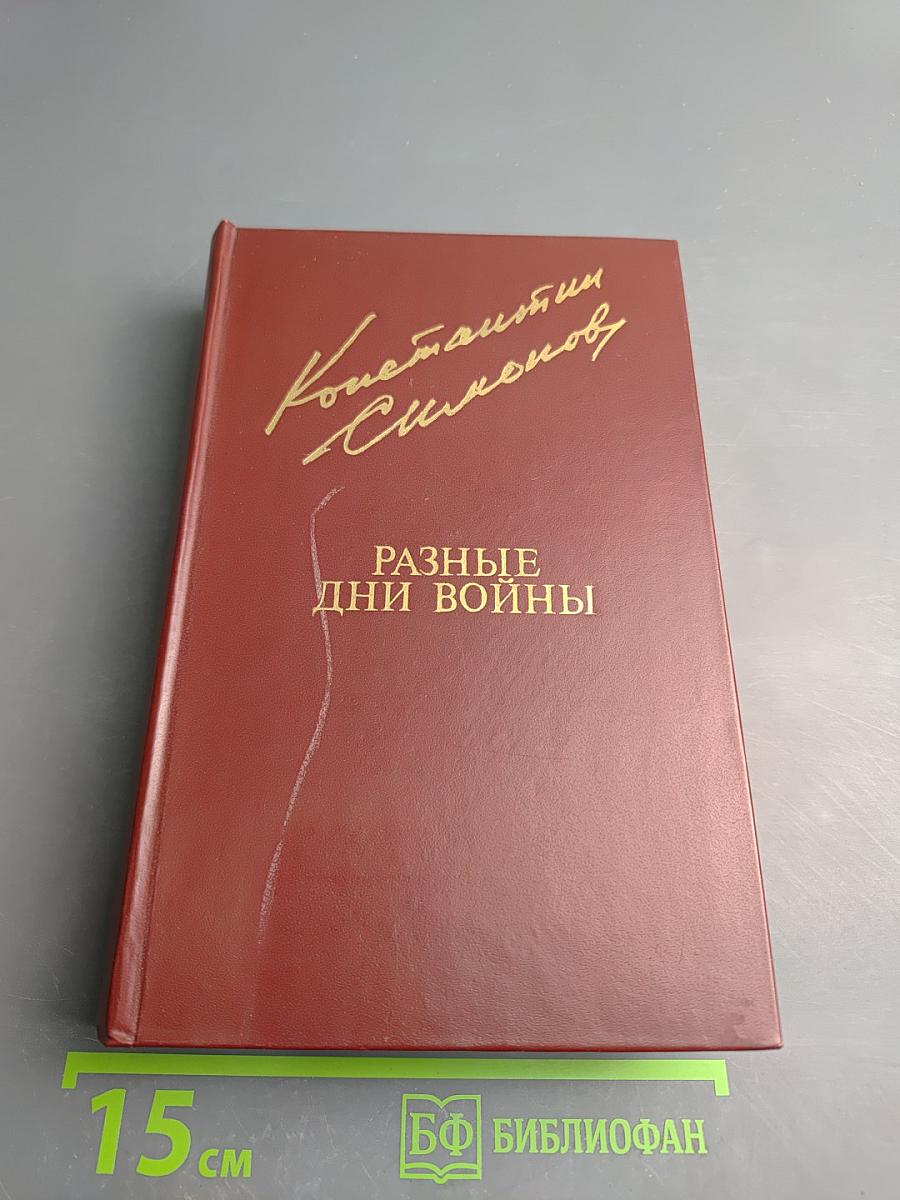 Константин
Симонов
РАЗНЫЕ
ДНИ ВОЙНЫ
15 см
БФ БИБЛИОФАН